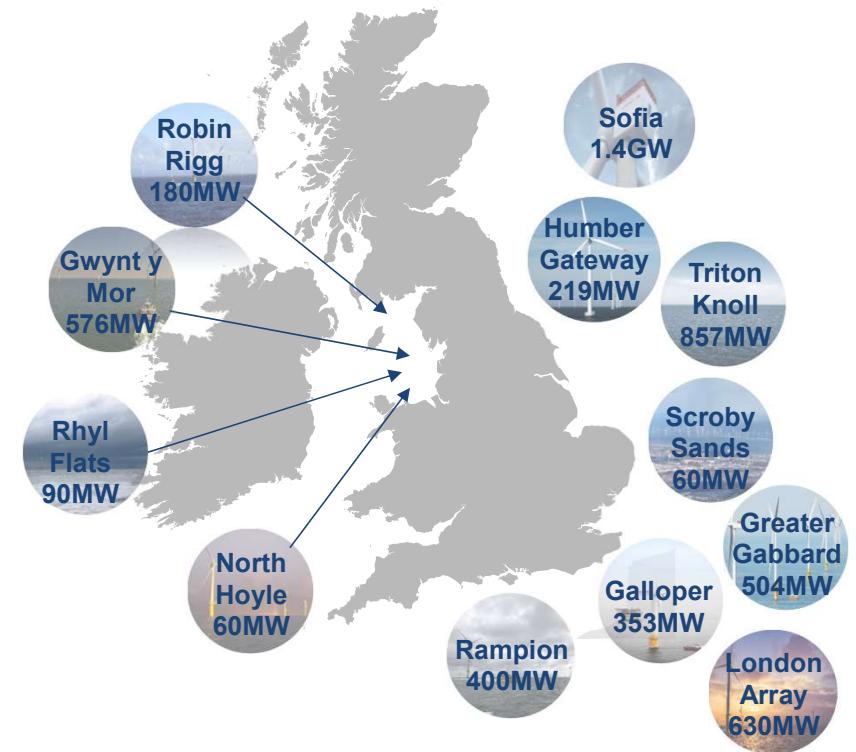 Robin
Rigg
180MW
Gwynt y
Mor
576MW
Rhyl
Flats
90MW
North
Hoyle
60MW
Sofia
1.4GW
Humber
Gateway
219MW
Triton
Knoll
857MW
Scroby
Sands
60MW
Greater
Gabbard
504MW
Galloper
353MW
Rampion
400MW
London
Array
630MW